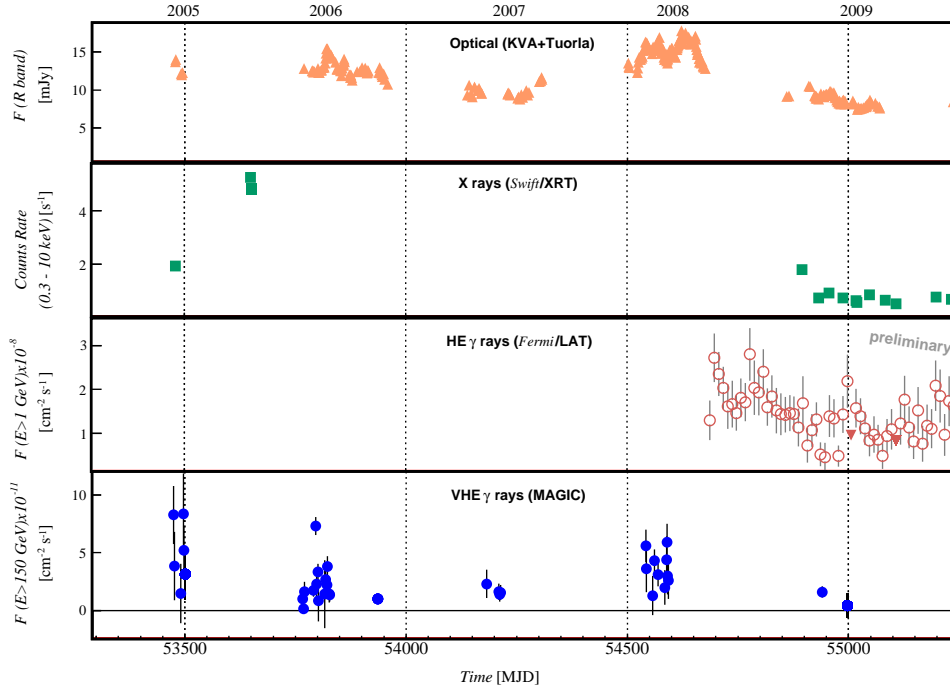 2005 2006 2007 2008 2009
Optical (KVA+Tuorla)
F (R band)
[mJy]
15
10
5
X rays (Swift/XRT)
Counts Rate
(0.3 - 10 keV) [s⁻¹]
4
2
HE γ rays (Fermi/LAT)
preliminary
F (E>1 GeV)x10⁻⁸
[cm⁻² s⁻¹]
3
2
1
VHE γ rays (MAGIC)
F (E>150 GeV)x10⁻¹¹
[cm⁻² s⁻¹]
10
5
0
53500 54000 54500 55000
Time [MJD]